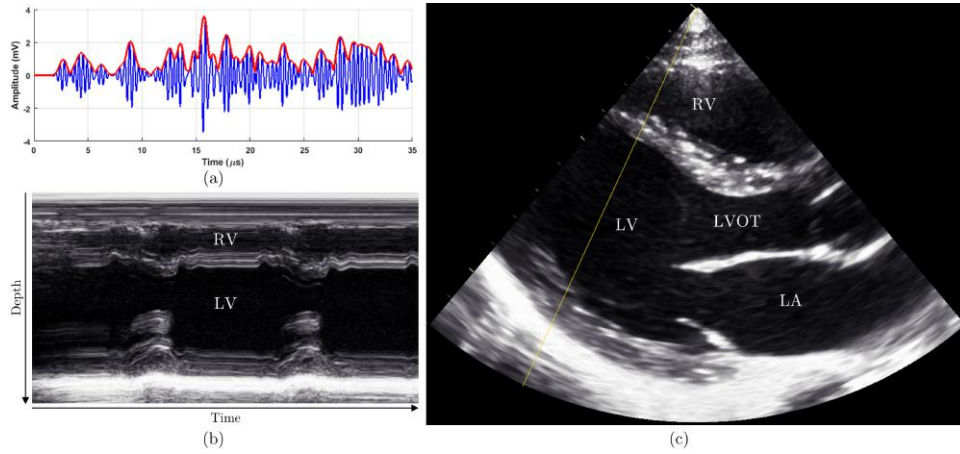 4
2
0
-2
-4
Amplitude (mV)
0
5
10
15
20
25
30
35
Time (μs)
(a)
RV
LV
Depth
Time
(b)
RV
LV
LVOT
LA
(c)